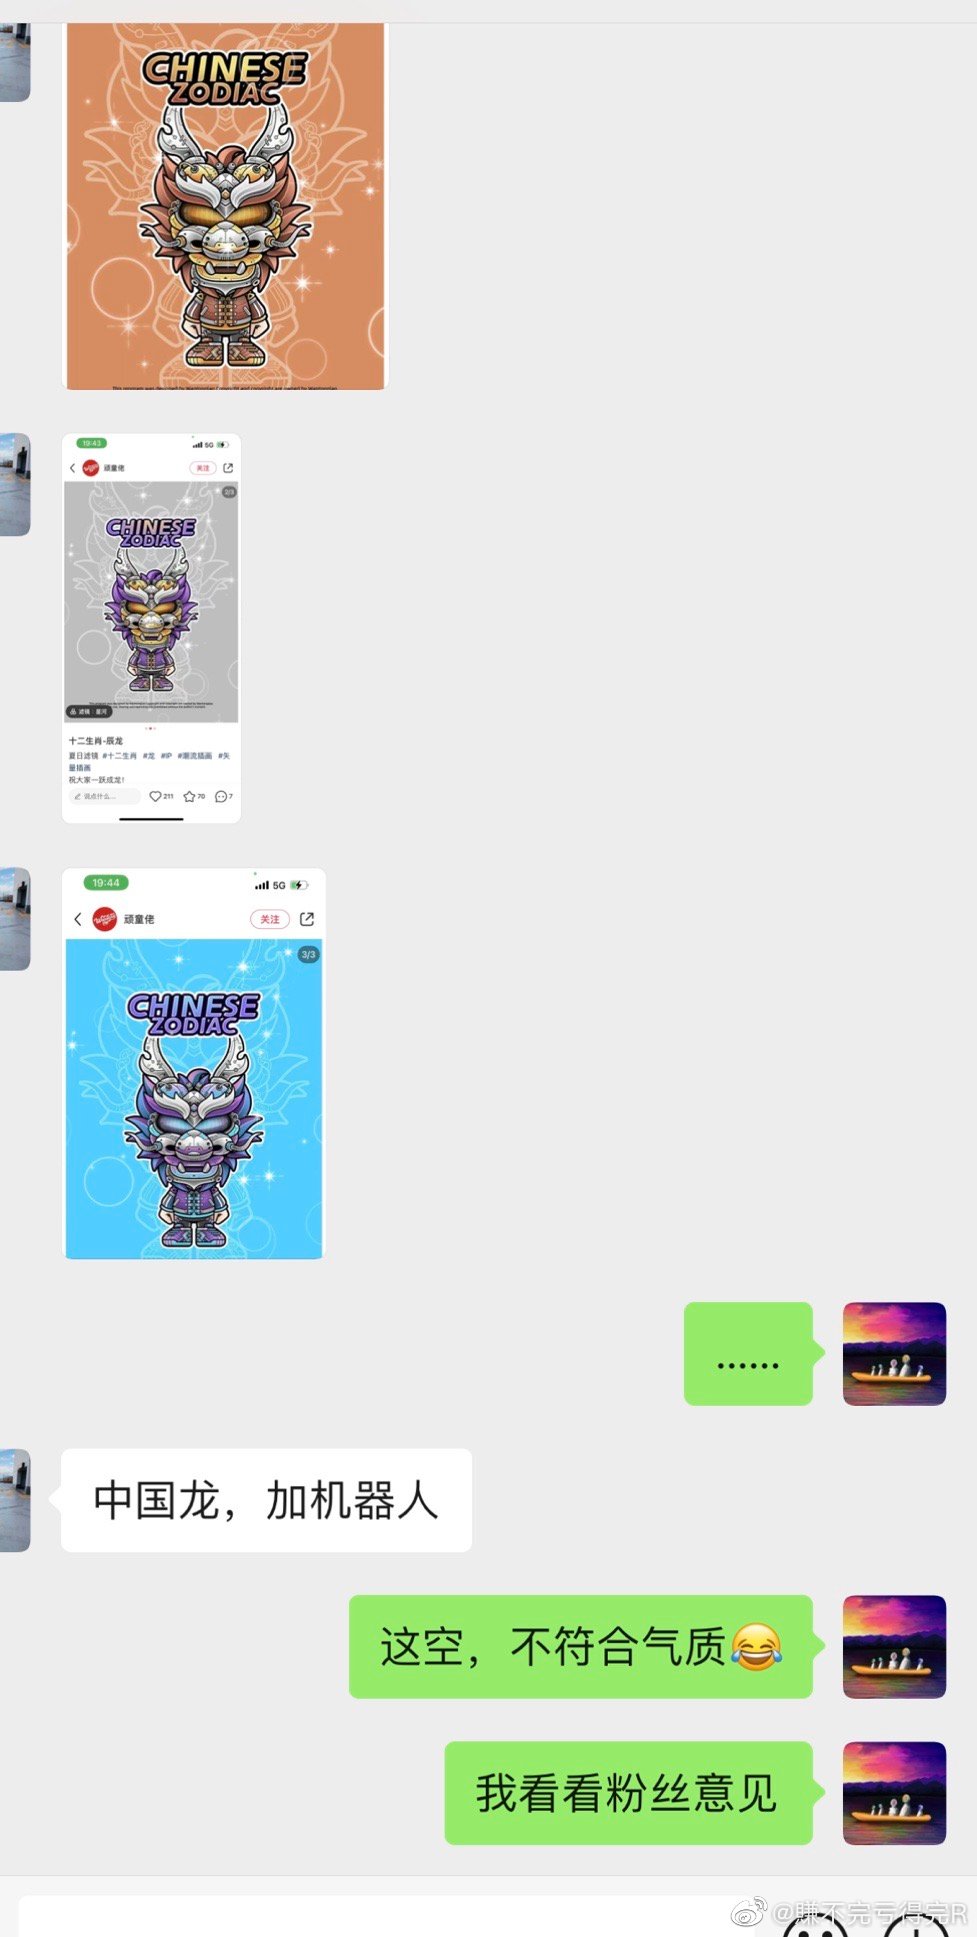 CHINESE
ZODIAC
19:43
5G
顽童佬
关注
2/3
CHINESE
ZODIAC
滤镜：星河
十二生肖-辰龙
夏日滤镜 #十二生肖 #龙 #IP #潮流插画 #矢
量插画
祝大家一跃成龙！
说点什么...
211
70
7
19:44
5G
顽童佬
关注
3/3
CHINESE
ZODIAC
......
中国龙，加机器人
这空，不符合气质😂
我看看粉丝意见
@赚不完亏得完R